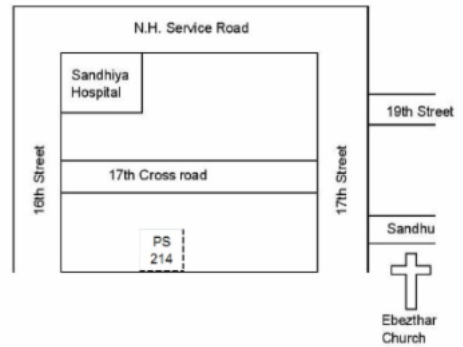 N.H. Service Road
Sandhiya
Hospital
19th Street
16th Street
17th Cross road
17th Street
PS
214
Sandhu
Ebezthar
Church